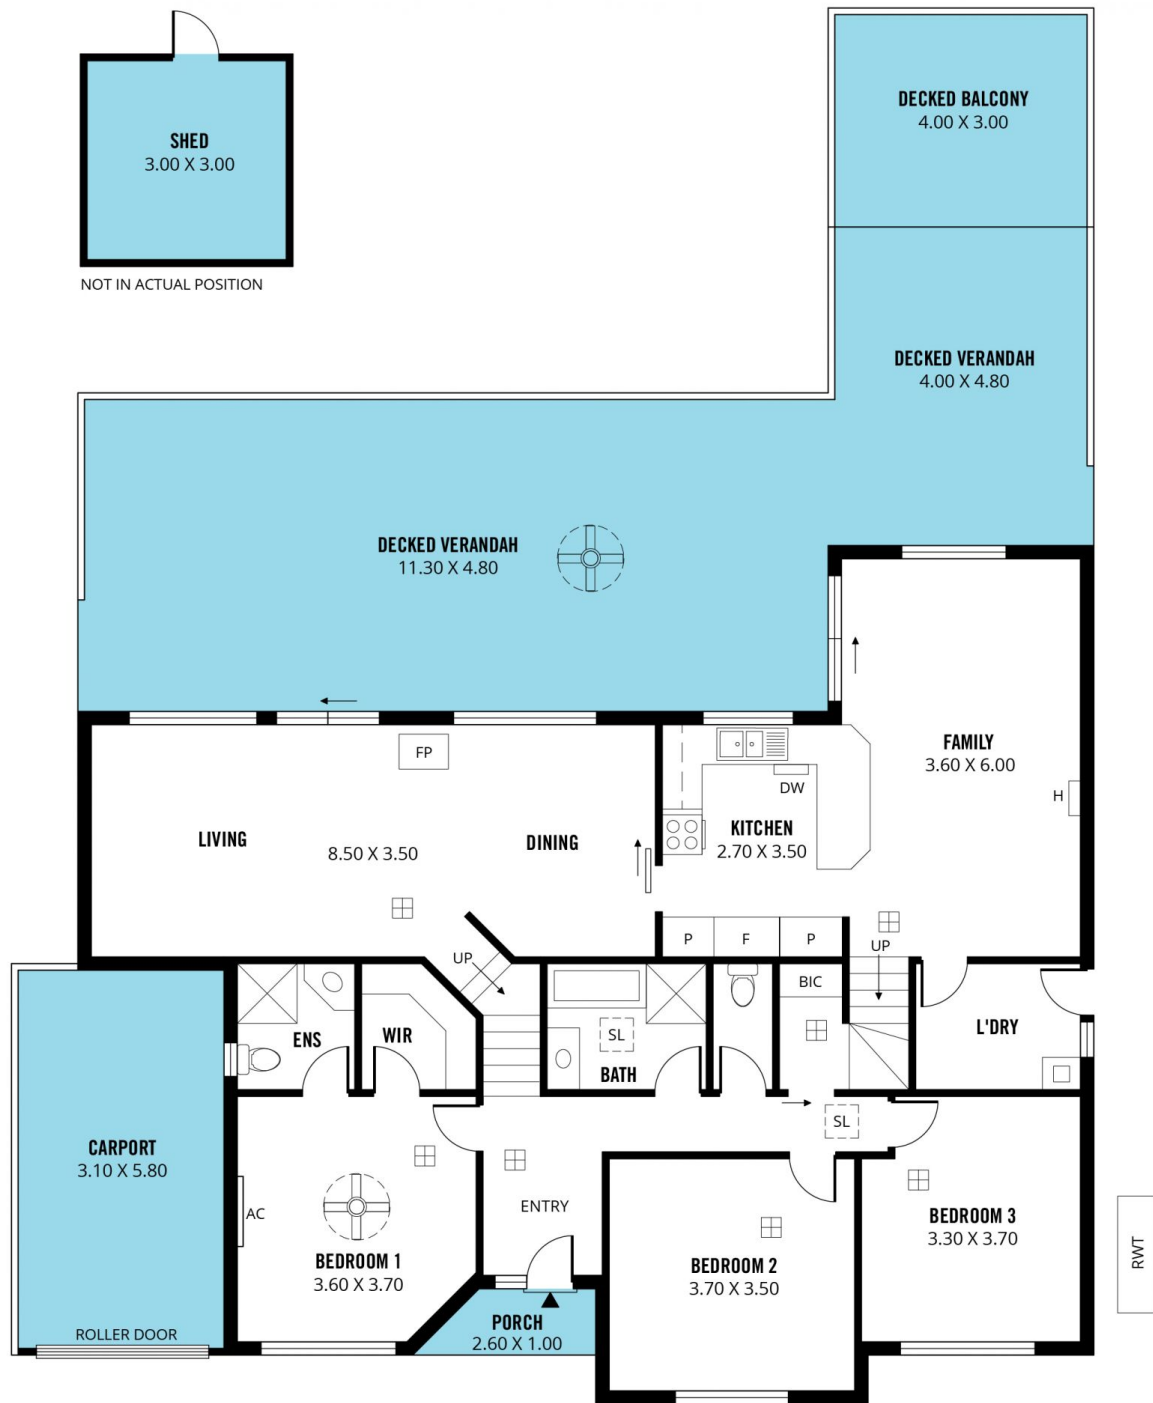 DECKED BALCONY
4.00 X 3.00
SHED
3.00 X 3.00
NOT IN ACTUAL POSITION
DECKED VERANDAH
4.00 X 4.80
DECKED VERANDAH
11.30 X 4.80
FP
FAMILY
3.60 X 6.00
DW
H
LIVING
8.50 X 3.50
DINING
KITCHEN
2.70 X 3.50
P
F
P
UP
UP
BIC
ENS
WIR
SL
BATH
L'DRY
SL
CARPORT
3.10 X 5.80
AC
ENTRY
BEDROOM 1
3.60 X 3.70
BEDROOM 2
3.70 X 3.50
BEDROOM 3
3.30 X 3.70
RWT
PORCH
2.60 X 1.00
ROLLER DOOR